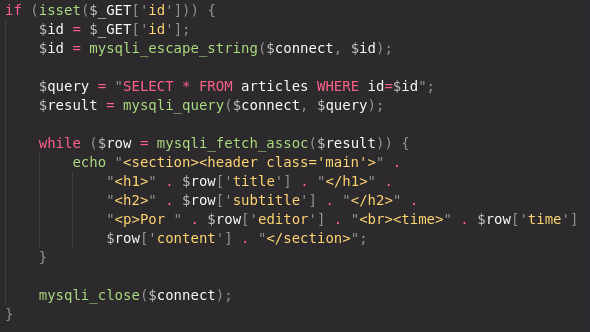 if (isset($_GET['id'])) {
    $id = $_GET['id'];
    $id = mysqli_escape_string($connect, $id);

    $query = "SELECT * FROM articles WHERE id=$id";
    $result = mysqli_query($connect, $query);

    while ($row = mysqli_fetch_assoc($result)) {
        echo "<section><header class='main'>" .
            "<h1>" . $row['title'] . "</h1>" .
            "<h2>" . $row['subtitle'] . "</h2>" .
            "<p>Por " . $row['editor'] . "<br><time>" . $row['time']
            $row['content'] . "</section>";
    }

    mysqli_close($connect);
}